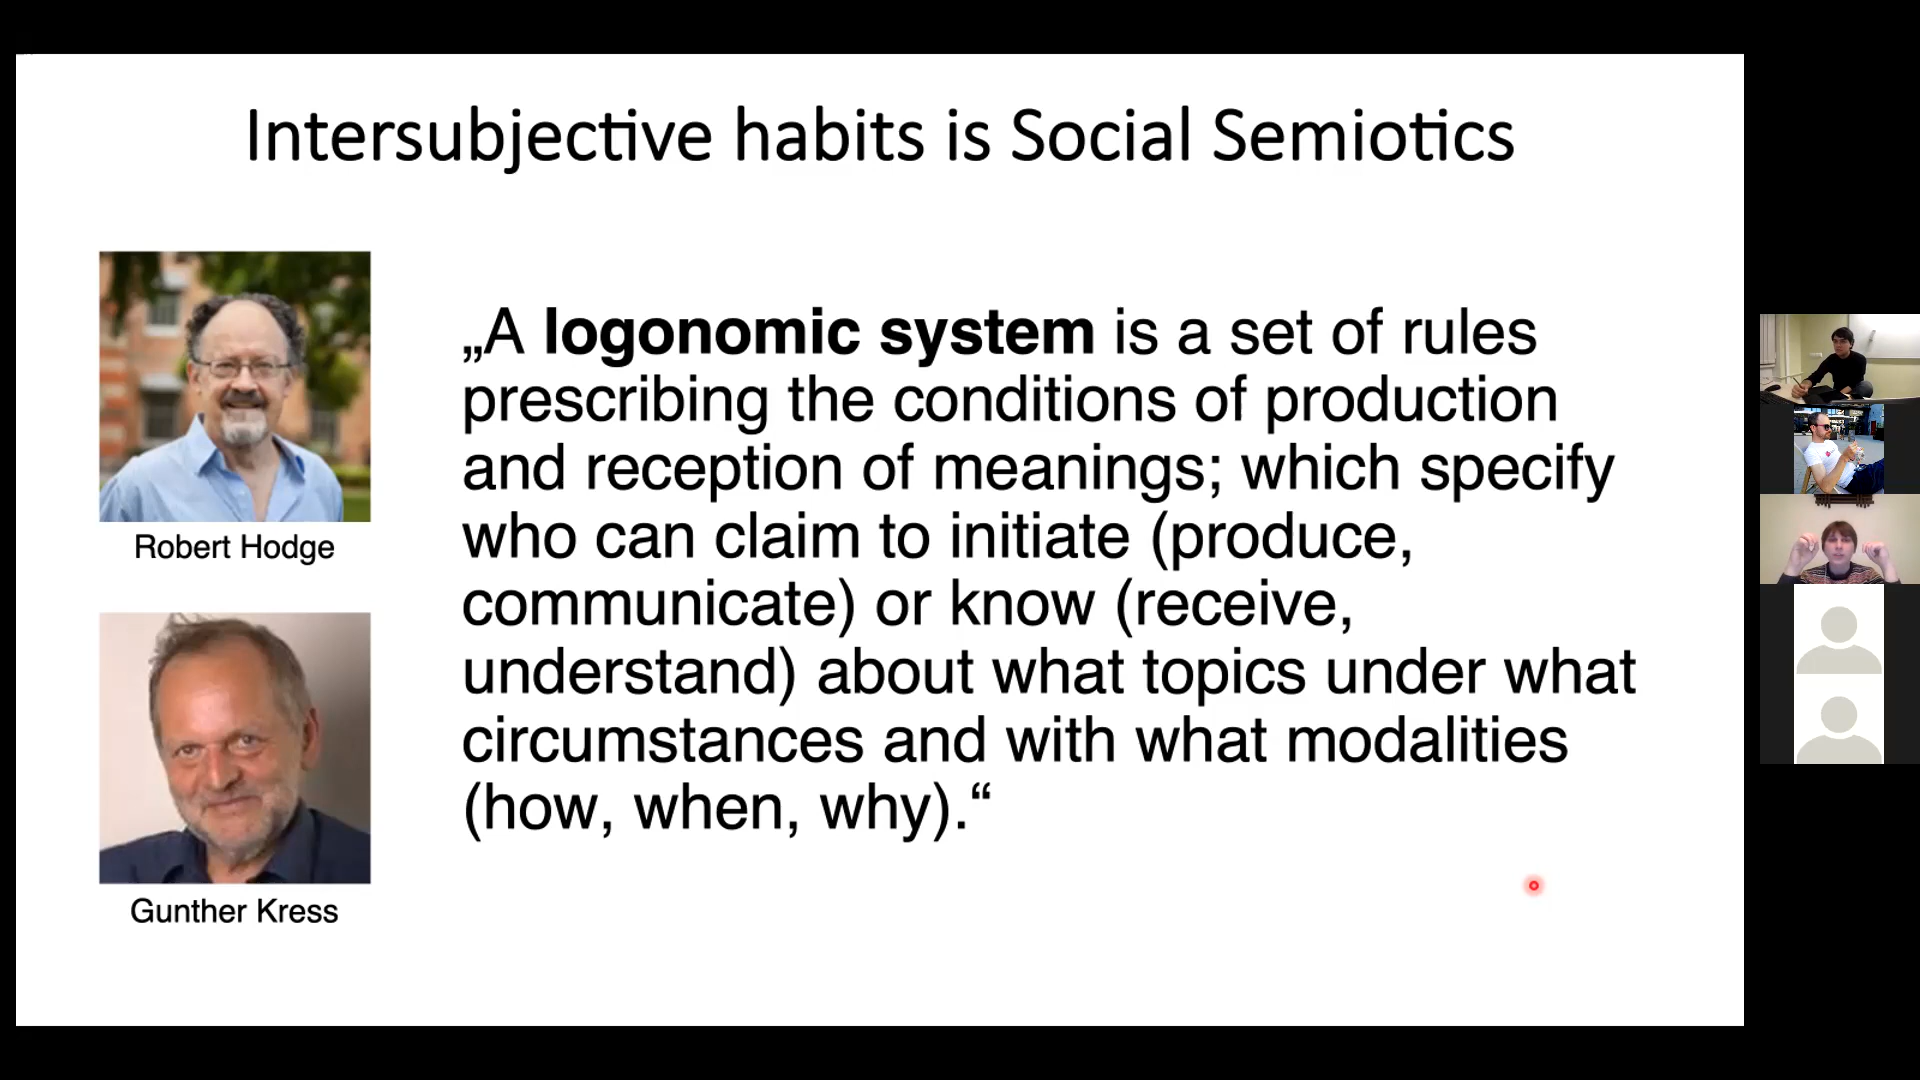 Intersubjective habits is Social Semiotics
Robert Hodge
Gunther Kress
„A logonomic system is a set of rules
prescribing the conditions of production
and reception of meanings; which specify
who can claim to initiate (produce,
communicate) or know (receive,
understand) about what topics under what
circumstances and with what modalities
(how, when, why).“